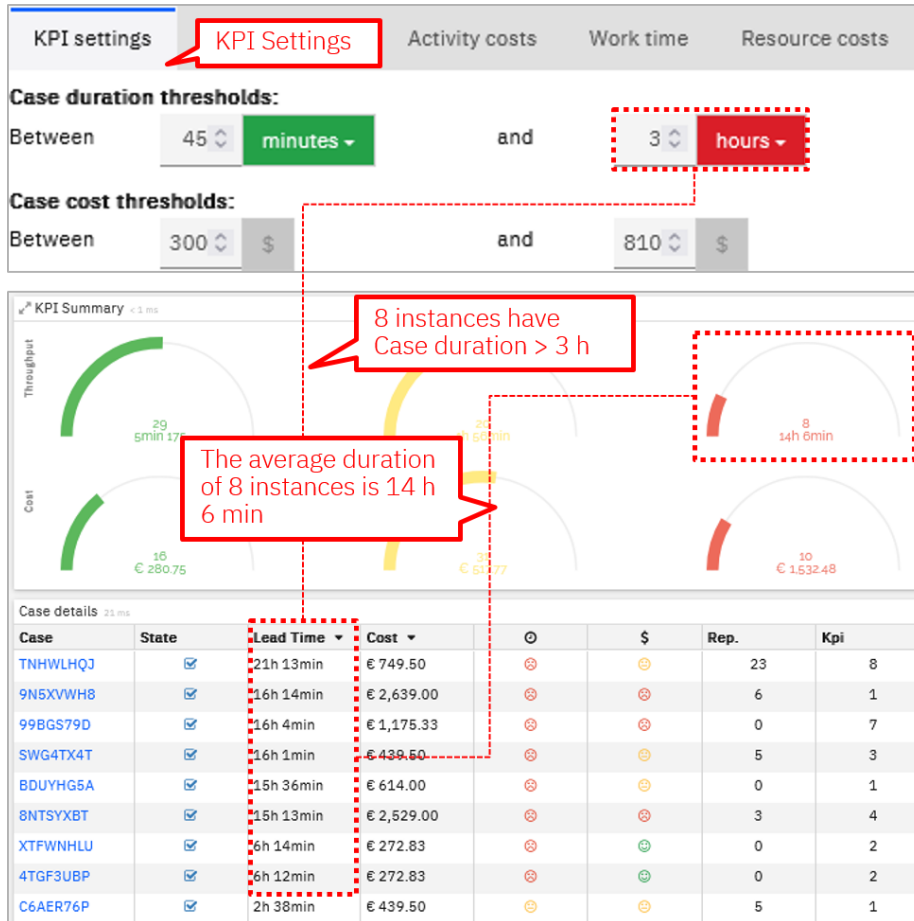 KPI settings
KPI Settings
Activity costs
Work time
Resource costs
Case duration thresholds:
Between 45 minutes and 3 hours
Case cost thresholds:
Between 300 $ and 810 $
KPI Summary < 1 ms
8 instances have
Case duration > 3 h
Throughput
29
5min 17s
8
14h 6min
The average duration
of 8 instances is 14 h
6 min
Cost
16
€ 280.75
10
€ 1,532.48
Case details 21 ms
Case State Lead Time Cost $ Rep. Kpi
TNHWLHQJ 21h 13min € 749.50 23 8
9N5XVWH8 16h 14min € 2,639.00 6 1
99BGS79D 16h 4min € 1,175.33 0 7
SWG4TX4T 16h 1min € 439.50 5 3
BDUYHG5A 15h 36min € 614.00 0 1
8NTSYXBT 15h 13min € 2,529.00 3 4
XTFWNHLU 6h 14min € 272.83 0 2
4TGF3UBP 6h 12min € 272.83 0 2
C6AER76P 2h 38min € 439.50 5 1